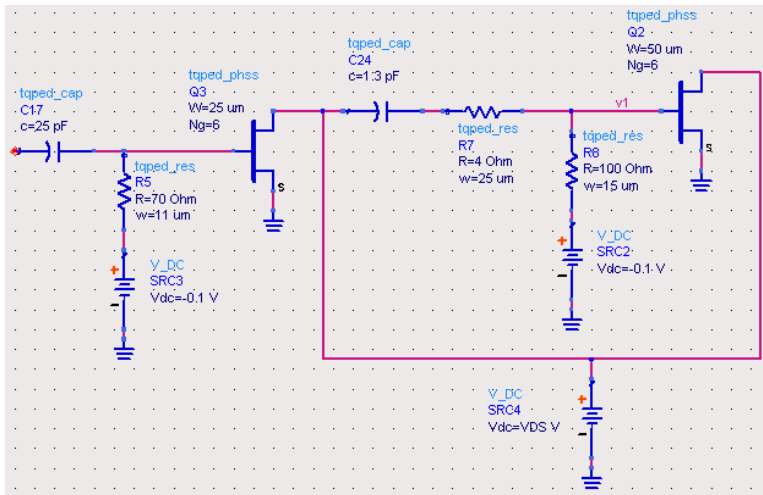 tqped_phss
Q2
W=50 um
Ng=6
tqped_cap
C24
c=1.3 pF
tqped_phss
Q3
W=25 um
Ng=6
tqped_cap
C17
c=25 pF
v1
tqped_res
R7
R=4 Ohm
w=25 um
tqped_res
R8
R=100 Ohm
w=15 um
s
tqped_res
R5
R=70 Ohm
w=11 um
s
+
V_DC
SRC2
Vdc=-0.1 V
-
+
V_DC
SRC3
Vdc=-0.1 V
-
+
V_DC
SRC4
Vdc=VDS V
-